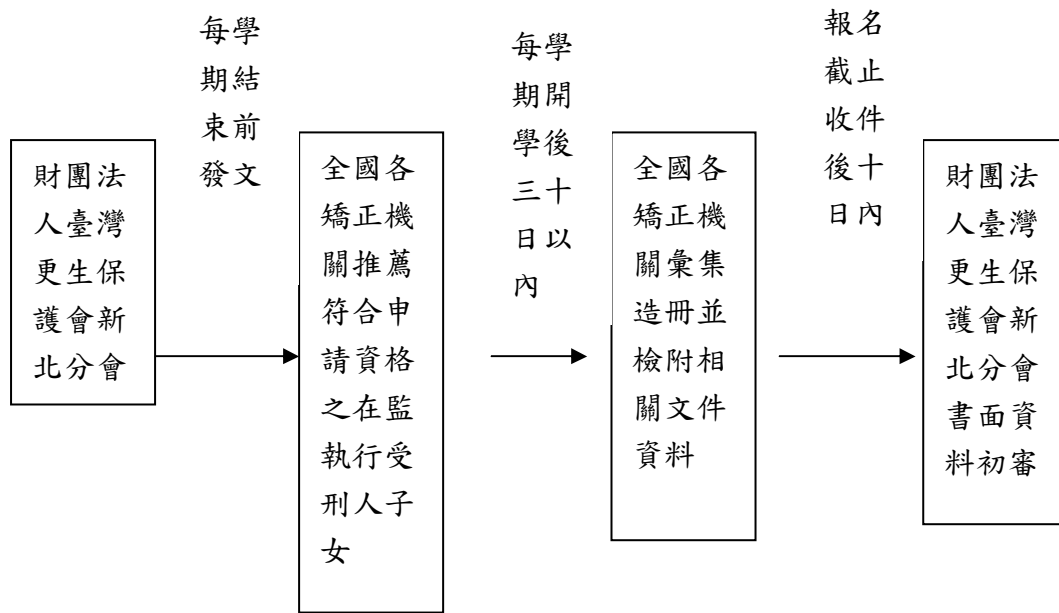 財團法
人臺灣
更生保
護會新
北分會
每學
期結
束前
發文
全國各
矯正機
關推薦
符合申
請資格
之在監
執行受
刑人子
女
每學
期開
學後
三十
日以
內
全國各
矯正機
關彙集
造冊並
檢附相
關文件
資料
報名
截止
收件
後十
日內
財團法
人臺灣
更生保
護會新
北分會
書面資
料初審